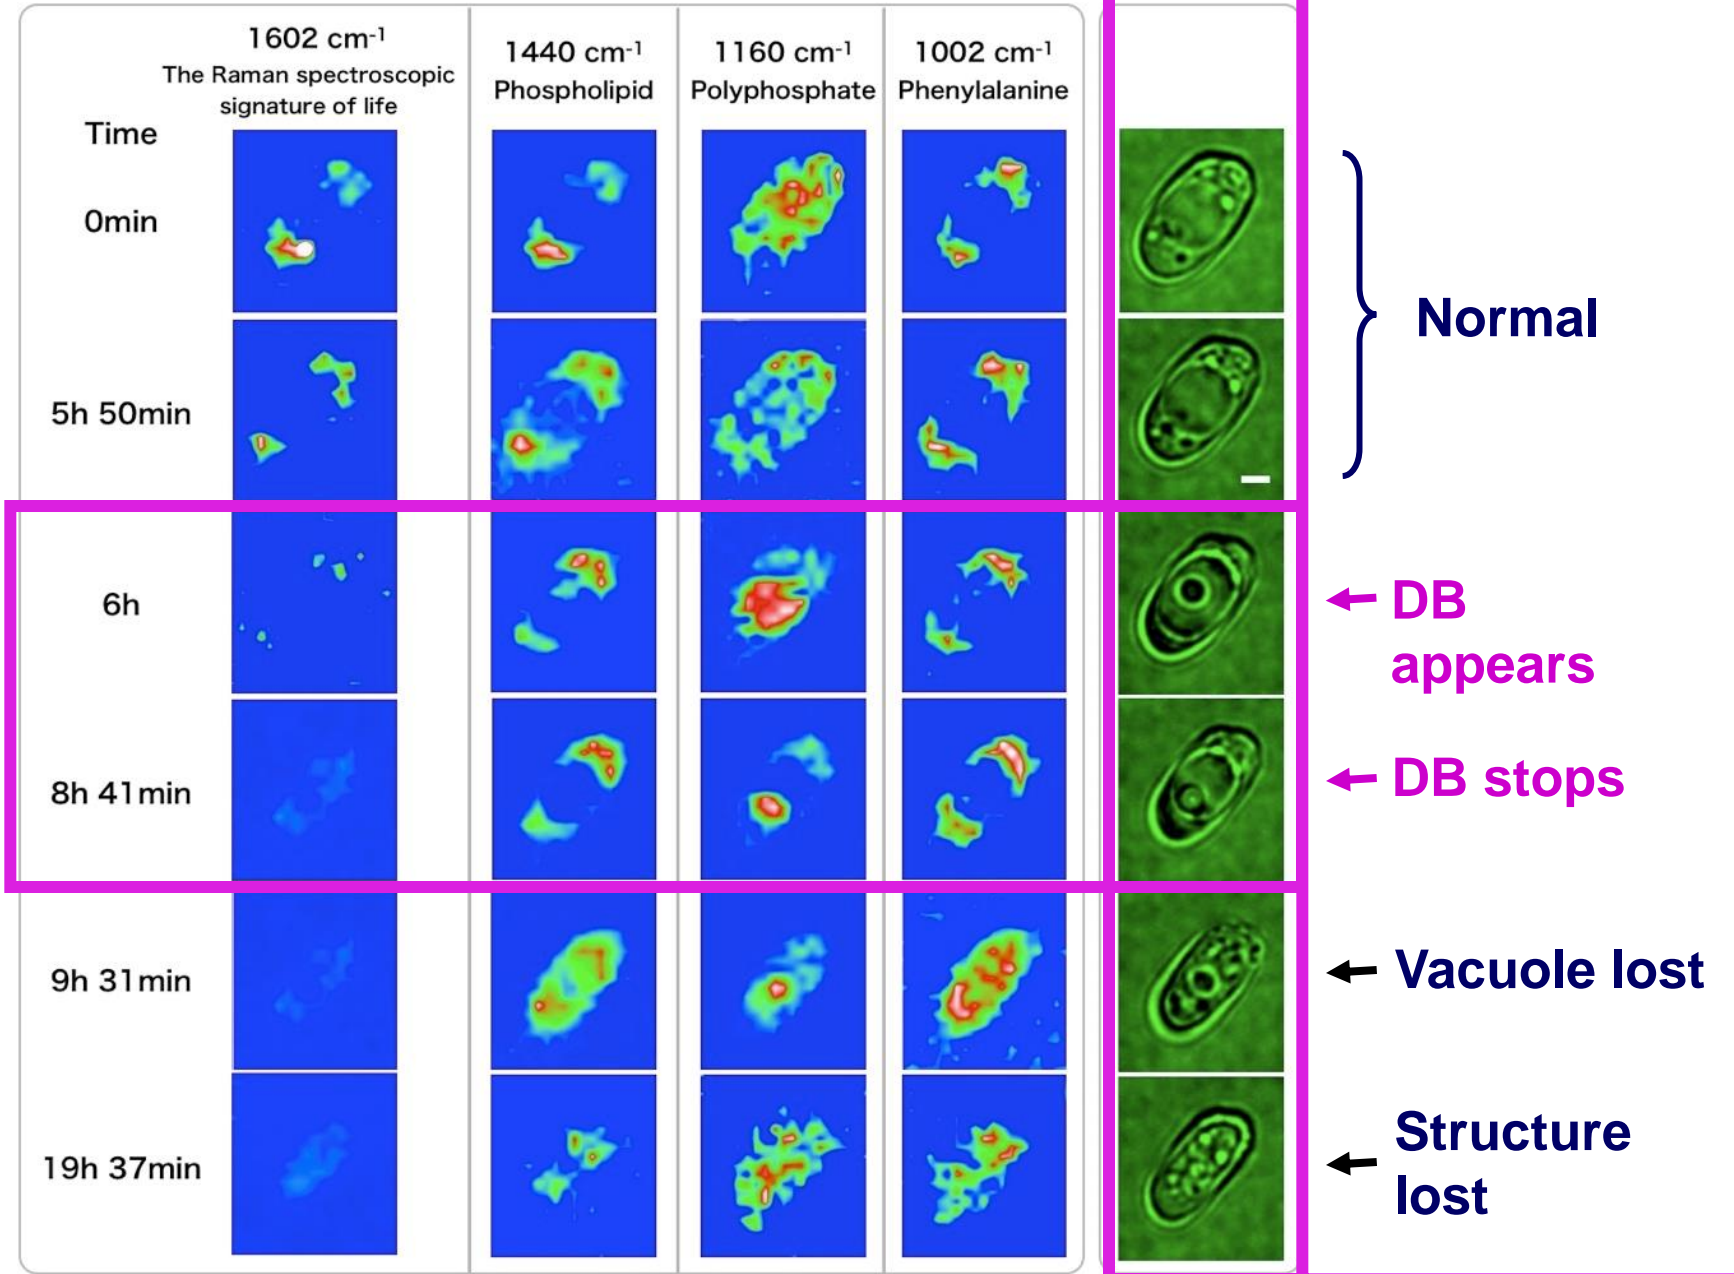 1602 cm-1
The Raman spectroscopic
signature of life
1440 cm-1
Phospholipid
1160 cm-1
Polyphosphate
1002 cm-1
Phenylalanine
Time
0min
Normal
5h 50min
6h
DB
appears
8h 41min
DB stops
9h 31min
Vacuole lost
19h 37min
Structure
lost